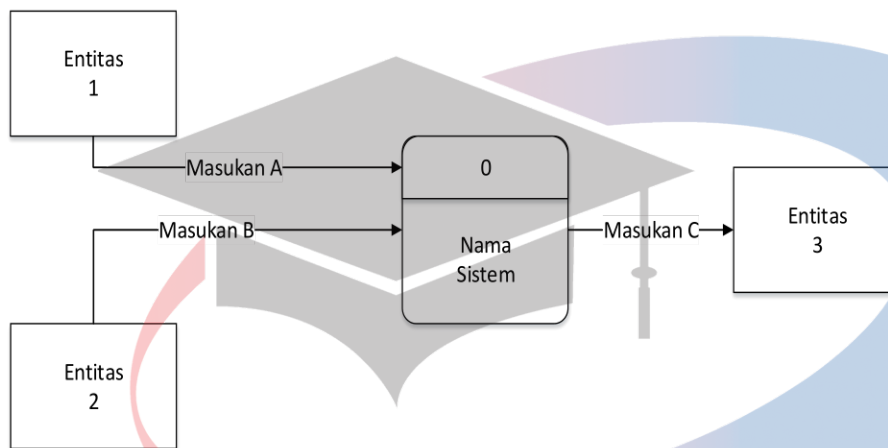 Entitas
1
Masukan A
0
Masukan B
Nama
Sistem
Masukan C
Entitas
3
Entitas
2